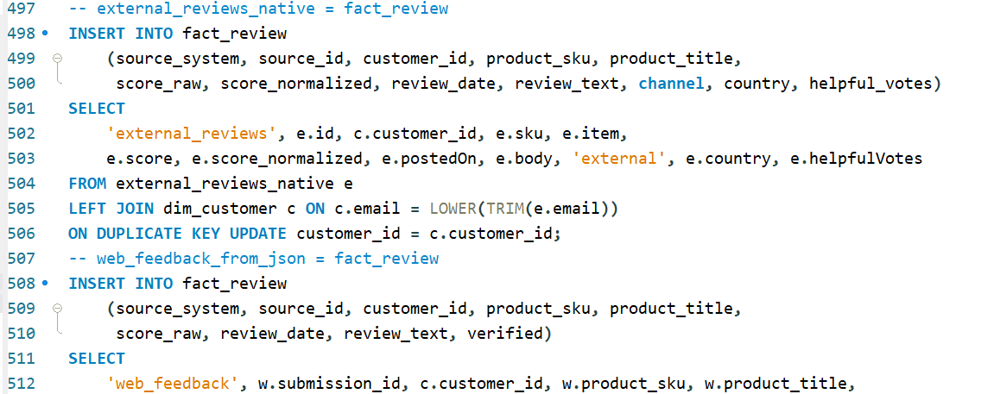 497 -- external_reviews_native = fact_review
498 INSERT INTO fact_review
499 (source_system, source_id, customer_id, product_sku, product_title,
500 score_raw, score_normalized, review_date, review_text, channel, country, helpful_votes)
501 SELECT
502 'external_reviews', e.id, c.customer_id, e.sku, e.item,
503 e.score, e.score_normalized, e.postedOn, e.body, 'external', e.country, e.helpfulVotes
504 FROM external_reviews_native e
505 LEFT JOIN dim_customer c ON c.email = LOWER(TRIM(e.email))
506 ON DUPLICATE KEY UPDATE customer_id = c.customer_id;
507 -- web_feedback_from_json = fact_review
508 INSERT INTO fact_review
509 (source_system, source_id, customer_id, product_sku, product_title,
510 score_raw, review_date, review_text, verified)
511 SELECT
512 'web_feedback', w.submission_id, c.customer_id, w.product_sku, w.product_title,